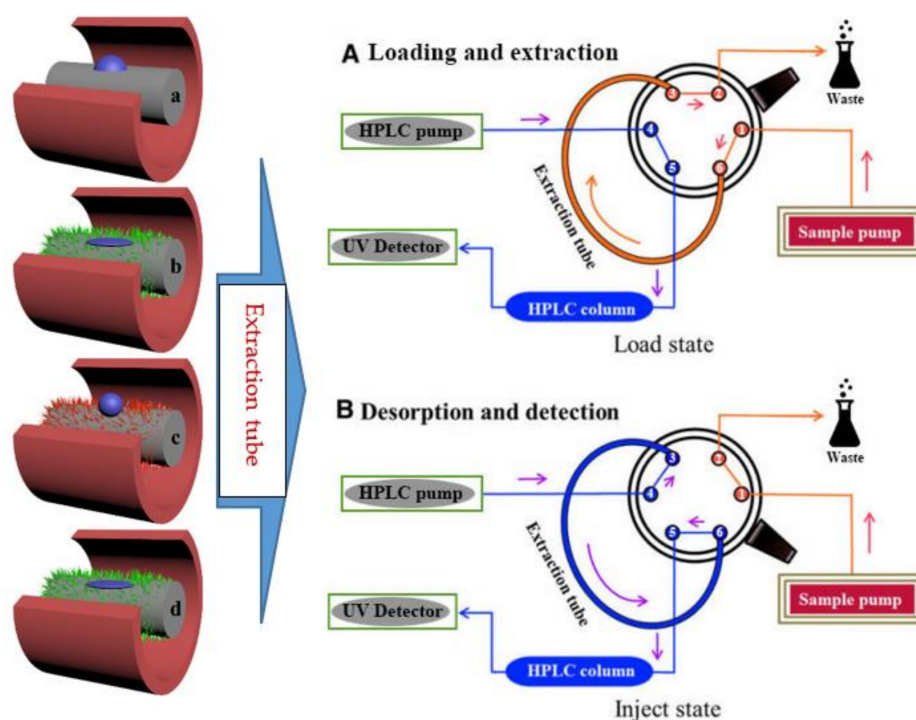 a
b
c
d
Extraction tube
A Loading and extraction
HPLC pump
UV Detector
HPLC column
Extraction tube
3
2
4
1
5
6
Waste
Sample pump
Load state
B Desorption and detection
HPLC pump
UV Detector
HPLC column
Extraction tube
3
2
4
1
5
6
Waste
Sample pump
Inject state